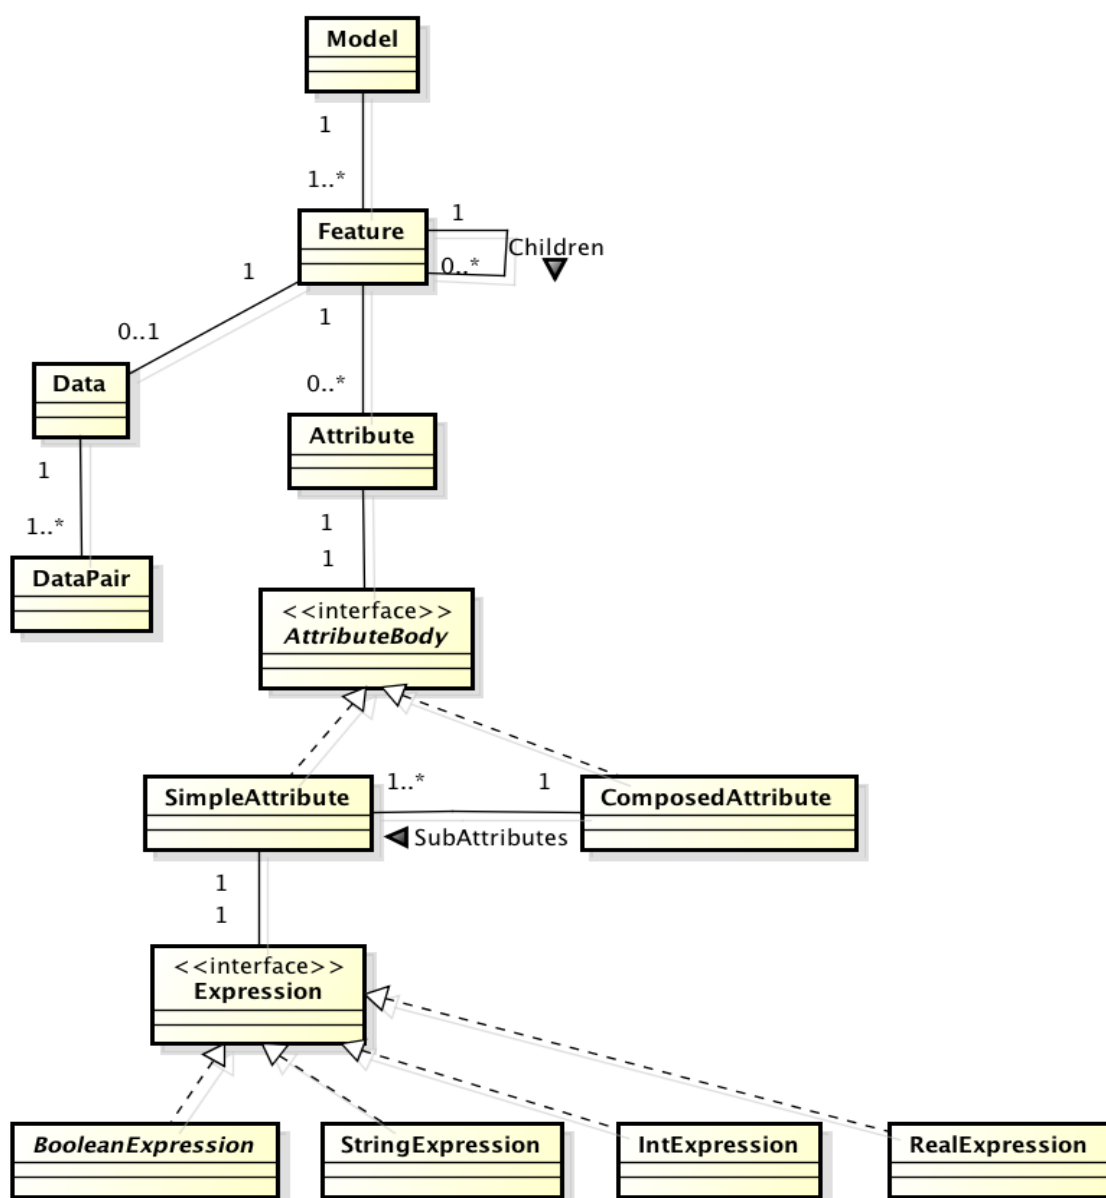 Model
1
1..*
Feature
1
Children
0..*
1
1
0..1
0..*
Data
Attribute
1
1
1..*
1
DataPair
<<interface>>
AttributeBody
1..*
1
SimpleAttribute
ComposedAttribute
SubAttributes
1
1
<<interface>>
Expression
BooleanExpression
StringExpression
IntExpression
RealExpression